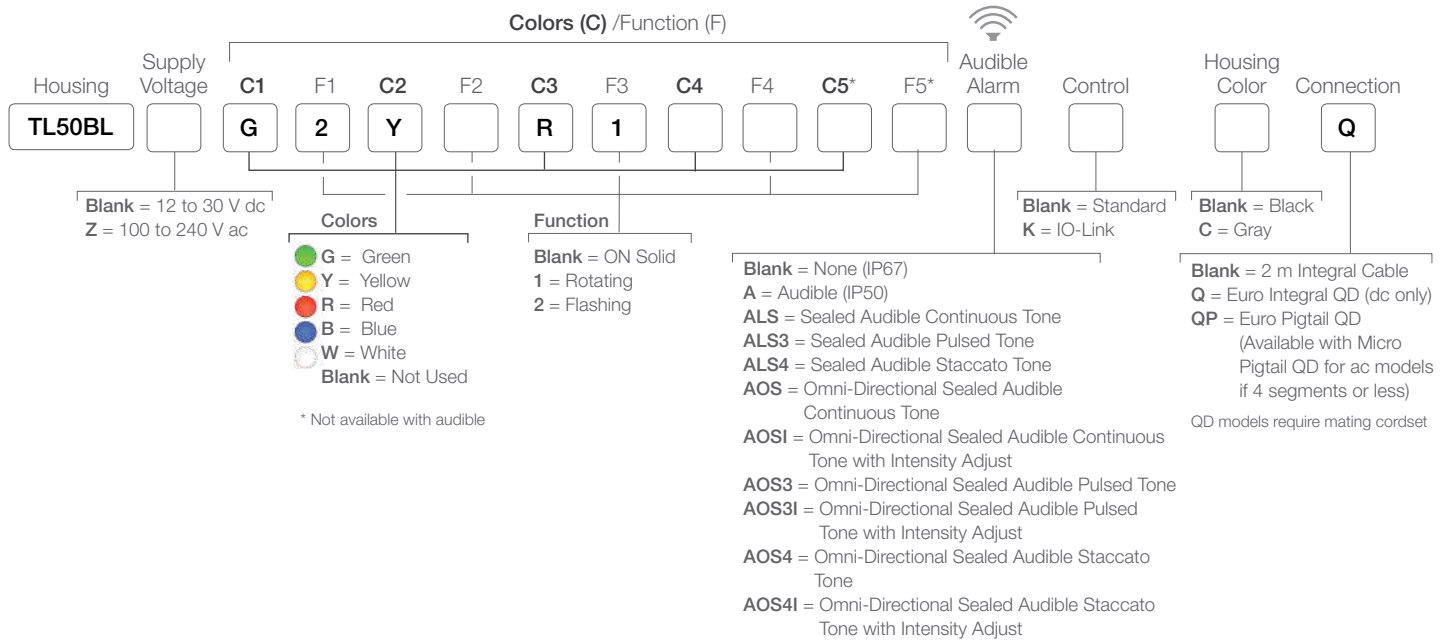 Colors (C) /Function (F)
Housing
Supply
Voltage
C1
F1
C2
F2
C3
F3
C4
F4
C5*
F5*
Audible
Alarm
Control
Housing
Color
Connection
TL50BL
G
2
Y
R
1
Q
Blank = 12 to 30 V dc
Z = 100 to 240 V ac
Colors
G = Green
Y = Yellow
R = Red
B = Blue
W = White
Blank = Not Used
* Not available with audible
Function
Blank = ON Solid
1 = Rotating
2 = Flashing
Blank = None (IP67)
A = Audible (IP50)
ALS = Sealed Audible Continuous Tone
ALS3 = Sealed Audible Pulsed Tone
ALS4 = Sealed Audible Staccato Tone
AOS = Omni-Directional Sealed Audible
Continuous Tone
AOSI = Omni-Directional Sealed Audible Continuous
Tone with Intensity Adjust
AOS3 = Omni-Directional Sealed Audible Pulsed Tone
AOS3I = Omni-Directional Sealed Audible Pulsed
Tone with Intensity Adjust
AOS4 = Omni-Directional Sealed Audible Staccato
Tone
AOS4I = Omni-Directional Sealed Audible Staccato
Tone with Intensity Adjust
Blank = Standard
K = IO-Link
Blank = Black
C = Gray
Blank = 2 m Integral Cable
Q = Euro Integral QD (dc only)
QP = Euro Pigtail QD
(Available with Micro
Pigtail QD for ac models
if 4 segments or less)
QD models require mating cordset